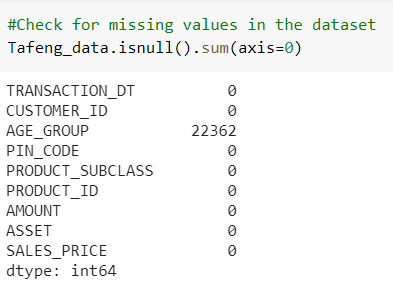 #Check for missing values in the dataset
Tafeng_data.isnull().sum(axis=0)
TRANSACTION_DT 0
CUSTOMER_ID 0
AGE_GROUP 22362
PIN_CODE 0
PRODUCT_SUBCLASS 0
PRODUCT_ID 0
AMOUNT 0
ASSET 0
SALES_PRICE 0
dtype: int64